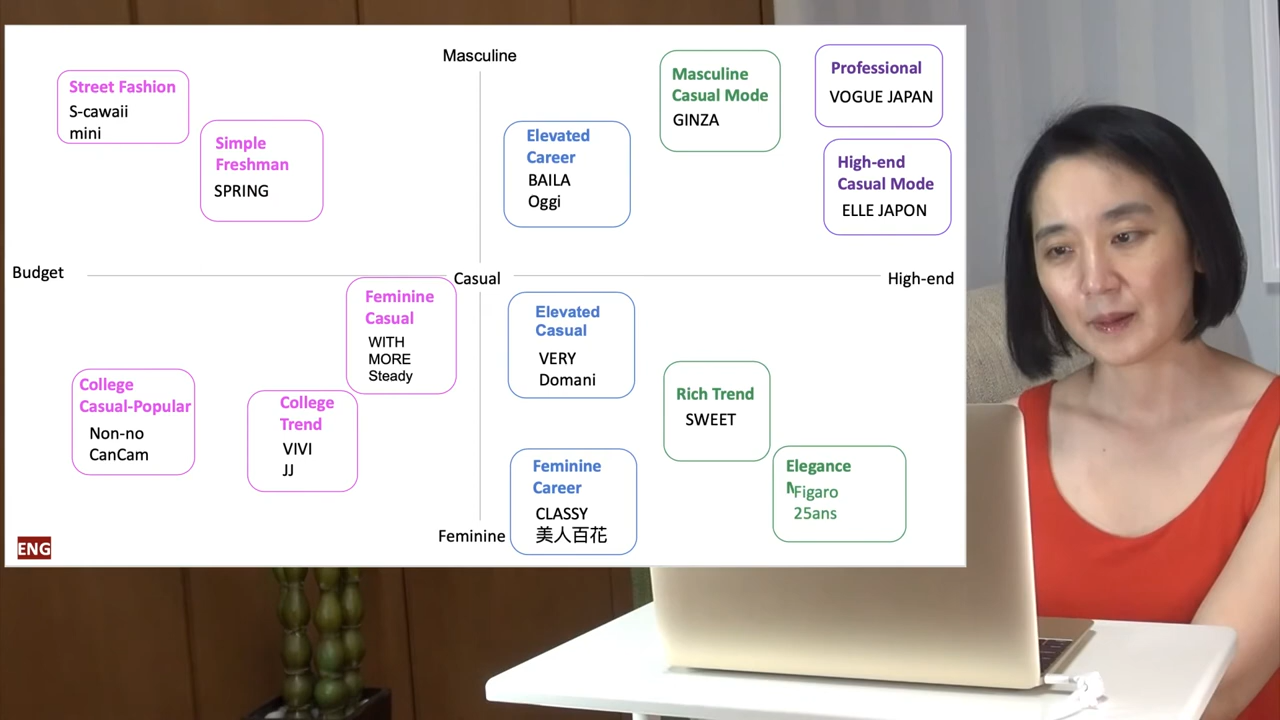 Masculine
Street Fashion
S-cawaii
mini
Simple
Freshman
SPRING
Elevated
Career
BAILA
Oggi
Masculine
Casual Mode
GINZA
Professional
VOGUE JAPAN
High-end
Casual Mode
ELLE JAPON
Budget
Casual
High-end
Feminine
Casual
WITH
MORE
Steady
Elevated
Casual
VERY
Domani
College
Casual-Popular
Non-no
CanCam
College
Trend
VIVI
JJ
Rich Trend
SWEET
Feminine
Career
CLASSY
美人百花
Elegance
Figaro
25ans
Feminine
ENG